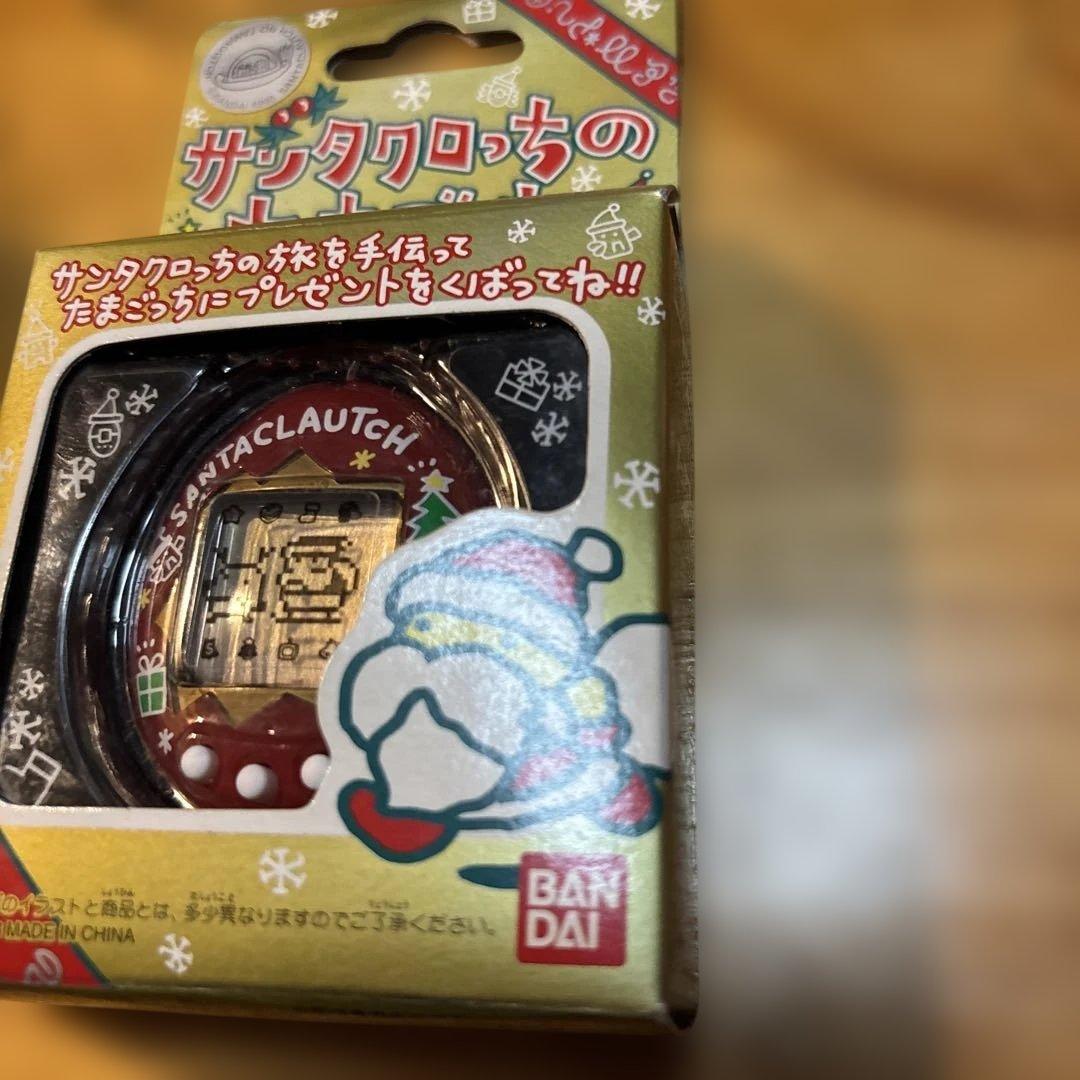 サンタクロっちの
サンタクロっちの旅を手伝って
たまごっちにプレゼントをくばってね!!
SANTACLAUTCH
のイラストと商品とは、多少異なりますのでご了承ください。
MADE IN CHINA
BAN
DAI